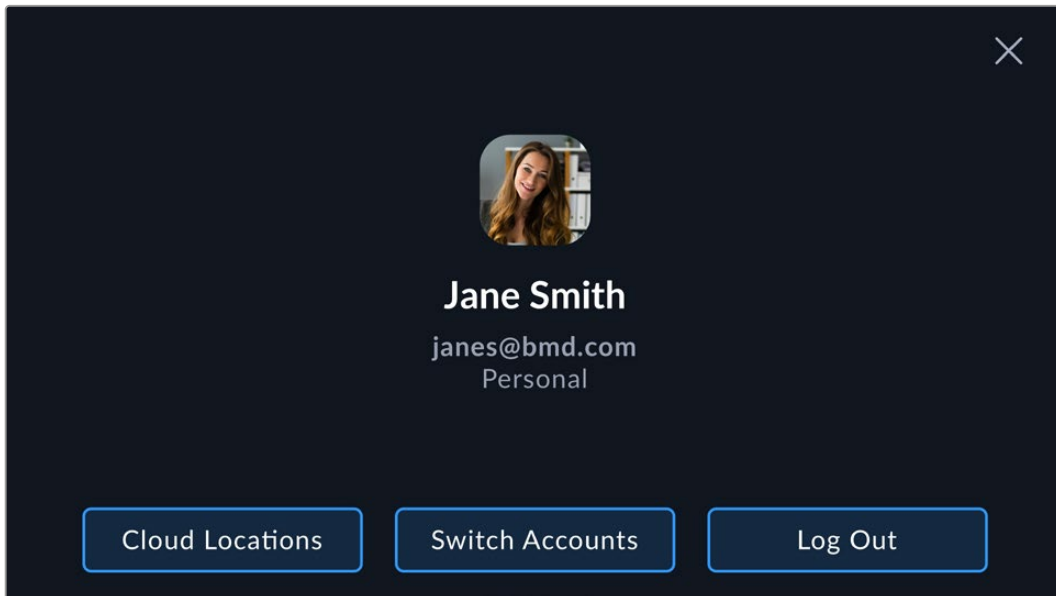 Jane Smith
janes@bmd.com
Personal
Cloud Locations
Switch Accounts
Log Out